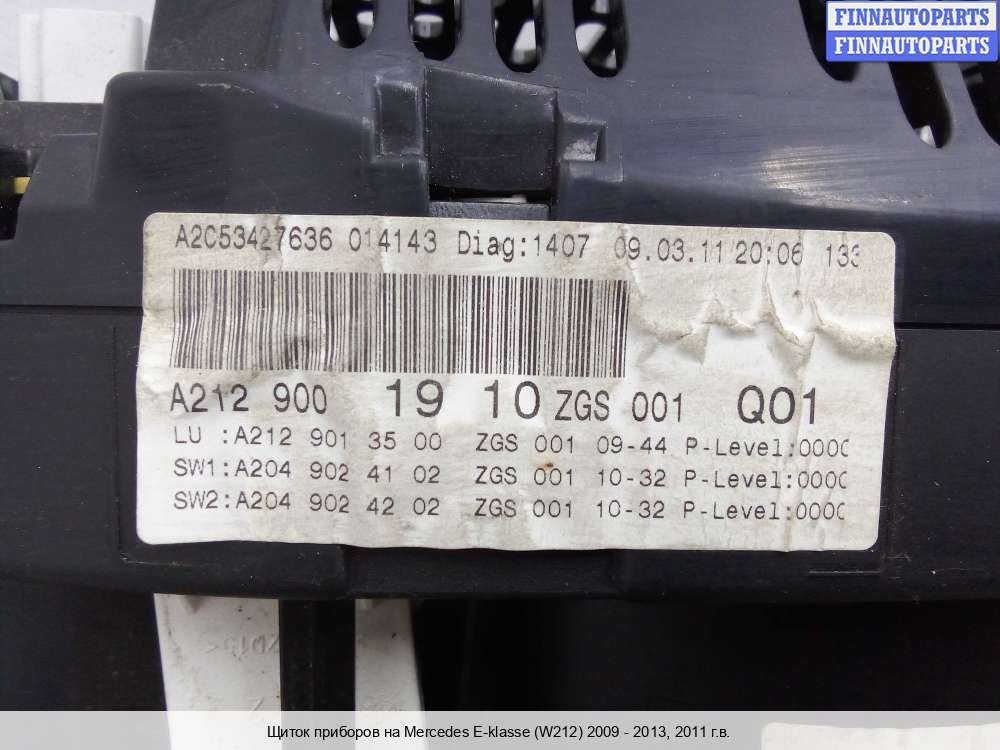 FINNAUTOPARTS
FINNAUTOPARTS
A2C53427636 014143 Diag:1407 09.03.11 20:06 133
A212 900 19 10 ZGS 001 Q01
LU :A212 901 35 00 ZGS 001 09-44 P-Level:000
SW1:A204 902 41 02 ZGS 001 10-32 P-Level:000
SW2:A204 902 42 02 ZGS 001 10-32 P-Level:000
Щиток приборов на Mercedes E-klasse (W212) 2009 - 2013, 2011 г.в.